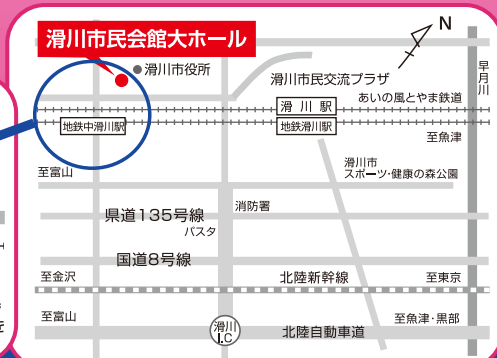 滑川市民会館大ホール
N
滑川市役所
滑川市民交流プラザ
早月川
あいの風とやま鉄道
滑川駅
地鉄中滑川駅
地鉄滑川駅
至魚津
至富山
滑川市
スポーツ・健康の森公園
消防署
県道135号線
バスタ
国道8号線
至金沢
北陸新幹線
至東京
至富山
滑川
I.C
北陸自動車道
至魚津・黒部